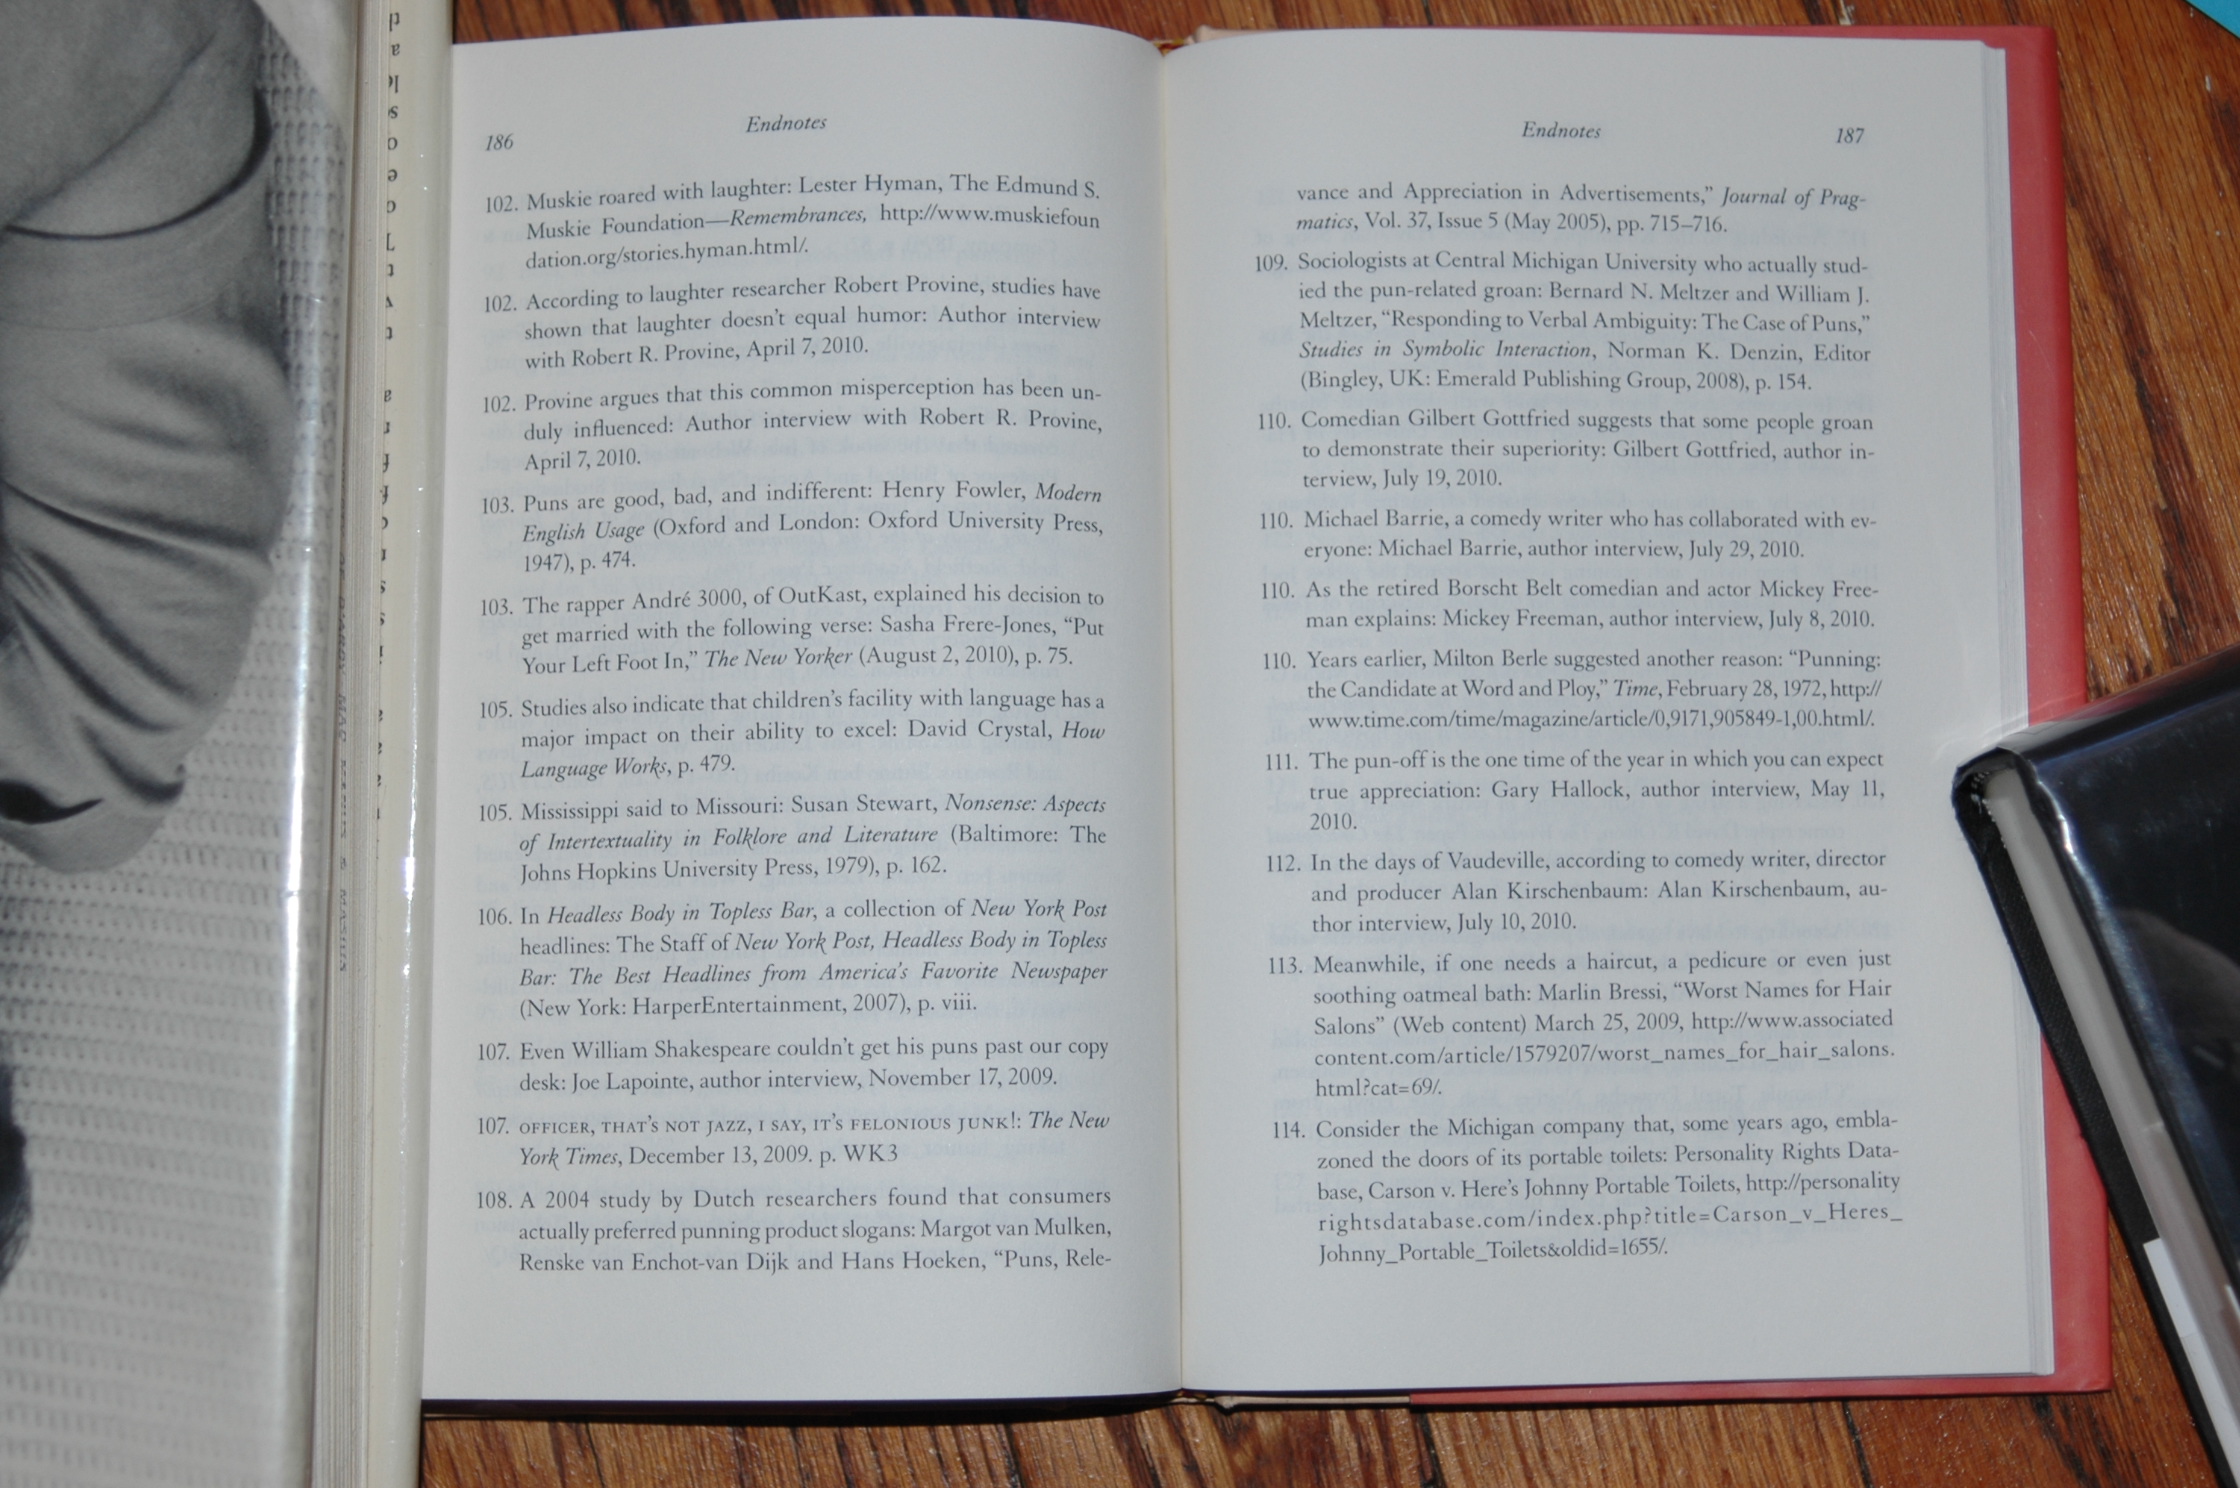 186
Endnotes
102. Muskie roared with laughter: Lester Hyman, The Edmund S.
Muskie Foundation—Remembrances, http://www.muskiefoun
dation.org/stories.hyman.html/.
102. According to laughter researcher Robert Provine, studies have
shown that laughter doesn't equal humor: Author interview
with Robert R. Provine, April 7, 2010.
102. Provine argues that this common misperception has been un-
duly influenced: Author interview with Robert R. Provine,
April 7, 2010.
103. Puns are good, bad, and indifferent: Henry Fowler, Modern
English Usage (Oxford and London: Oxford University Press,
1947), p. 474.
103. The rapper André 3000, of OutKast, explained his decision to
get married with the following verse: Sasha Frere-Jones, “Put
Your Left Foot In,” The New Yorker (August 2, 2010), p. 75.
105. Studies also indicate that children's facility with language has a
major impact on their ability to excel: David Crystal, How
Language Works, p. 479.
105. Mississippi said to Missouri: Susan Stewart, Nonsense: Aspects
of Intertextuality in Folklore and Literature (Baltimore: The
Johns Hopkins University Press, 1979), p. 162.
106. In Headless Body in Topless Bar, a collection of New York Post
headlines: The Staff of New York Post, Headless Body in Topless
Bar: The Best Headlines from America's Favorite Newspaper
(New York: HarperEntertainment, 2007), p. viii.
107. Even William Shakespeare couldn't get his puns past our copy
desk: Joe Lapointe, author interview, November 17, 2009.
107. OFFICER, THAT'S NOT JAZZ, I SAY, IT'S FELONIOUS JUNK!: The New
York Times, December 13, 2009. p. WK3
108. A 2004 study by Dutch researchers found that consumers
actually preferred punning product slogans: Margot van Mulken,
Renske van Enchot-van Dijk and Hans Hoeken, “Puns, Rele-
Endnotes
187
vance and Appreciation in Advertisements,” Journal of Prag-
matics, Vol. 37, Issue 5 (May 2005), pp. 715–716.
109. Sociologists at Central Michigan University who actually stud-
ied the pun-related groan: Bernard N. Meltzer and William J.
Meltzer, “Responding to Verbal Ambiguity: The Case of Puns,”
Studies in Symbolic Interaction, Norman K. Denzin, Editor
(Bingley, UK: Emerald Publishing Group, 2008), p. 154.
110. Comedian Gilbert Gottfried suggests that some people groan
to demonstrate their superiority: Gilbert Gottfried, author in-
terview, July 19, 2010.
110. Michael Barrie, a comedy writer who has collaborated with ev-
eryone: Michael Barrie, author interview, July 29, 2010.
110. As the retired Borscht Belt comedian and actor Mickey Free-
man explains: Mickey Freeman, author interview, July 8, 2010.
110. Years earlier, Milton Berle suggested another reason: “Punning:
the Candidate at Word and Ploy,” Time, February 28, 1972, http://
www.time.com/time/magazine/article/0,9171,905849-1,00.html/.
111. The pun-off is the one time of the year in which you can expect
true appreciation: Gary Hallock, author interview, May 11,
2010.
112. In the days of Vaudeville, according to comedy writer, director
and producer Alan Kirschenbaum: Alan Kirschenbaum, au-
thor interview, July 10, 2010.
113. Meanwhile, if one needs a haircut, a pedicure or even just
soothing oatmeal bath: Marlin Bressi, “Worst Names for Hair
Salons” (Web content) March 25, 2009, http://www.associated
content.com/article/1579207/worst_names_for_hair_salons.
html?cat=69/.
114. Consider the Michigan company that, some years ago, embla-
zoned the doors of its portable toilets: Personality Rights Data-
base, Carson v. Here's Johnny Portable Toilets, http://personality
rightsdatabase.com/index.php?title=Carson_v_Heres_
Johnny_Portable_Toilets&oldid=1655/.